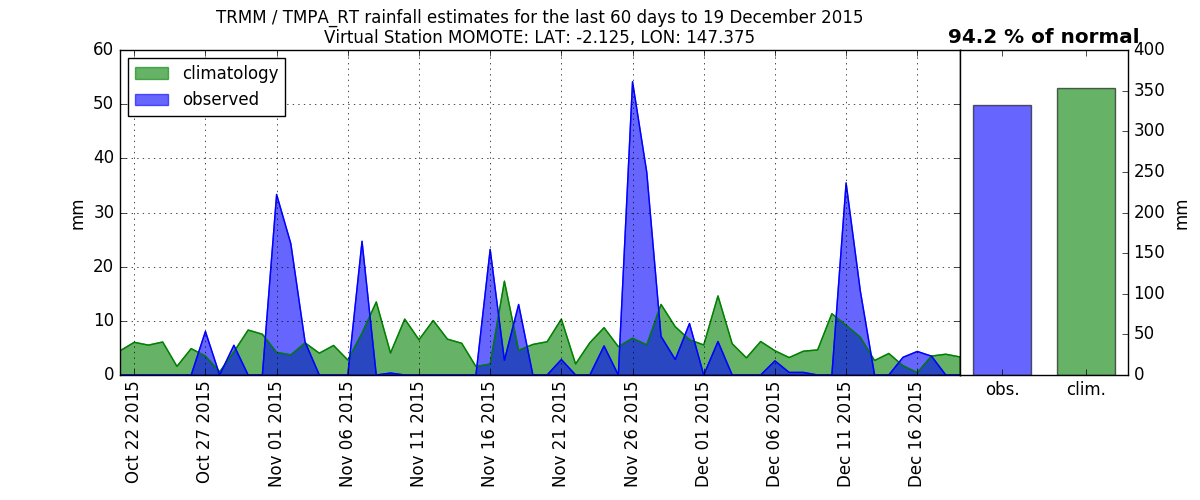 TRMM / TMPA_RT rainfall estimates for the last 60 days to 19 December 2015
Virtual Station MOMOTE: LAT: -2.125, LON: 147.375
94.2 % of normal
climatology
observed
mm
60
50
40
30
20
10
0
Oct 22 2015
Oct 27 2015
Nov 01 2015
Nov 06 2015
Nov 11 2015
Nov 16 2015
Nov 21 2015
Nov 26 2015
Dec 01 2015
Dec 06 2015
Dec 11 2015
Dec 16 2015
obs.
clim.
400
350
300
250
200
150
100
50
0
mm